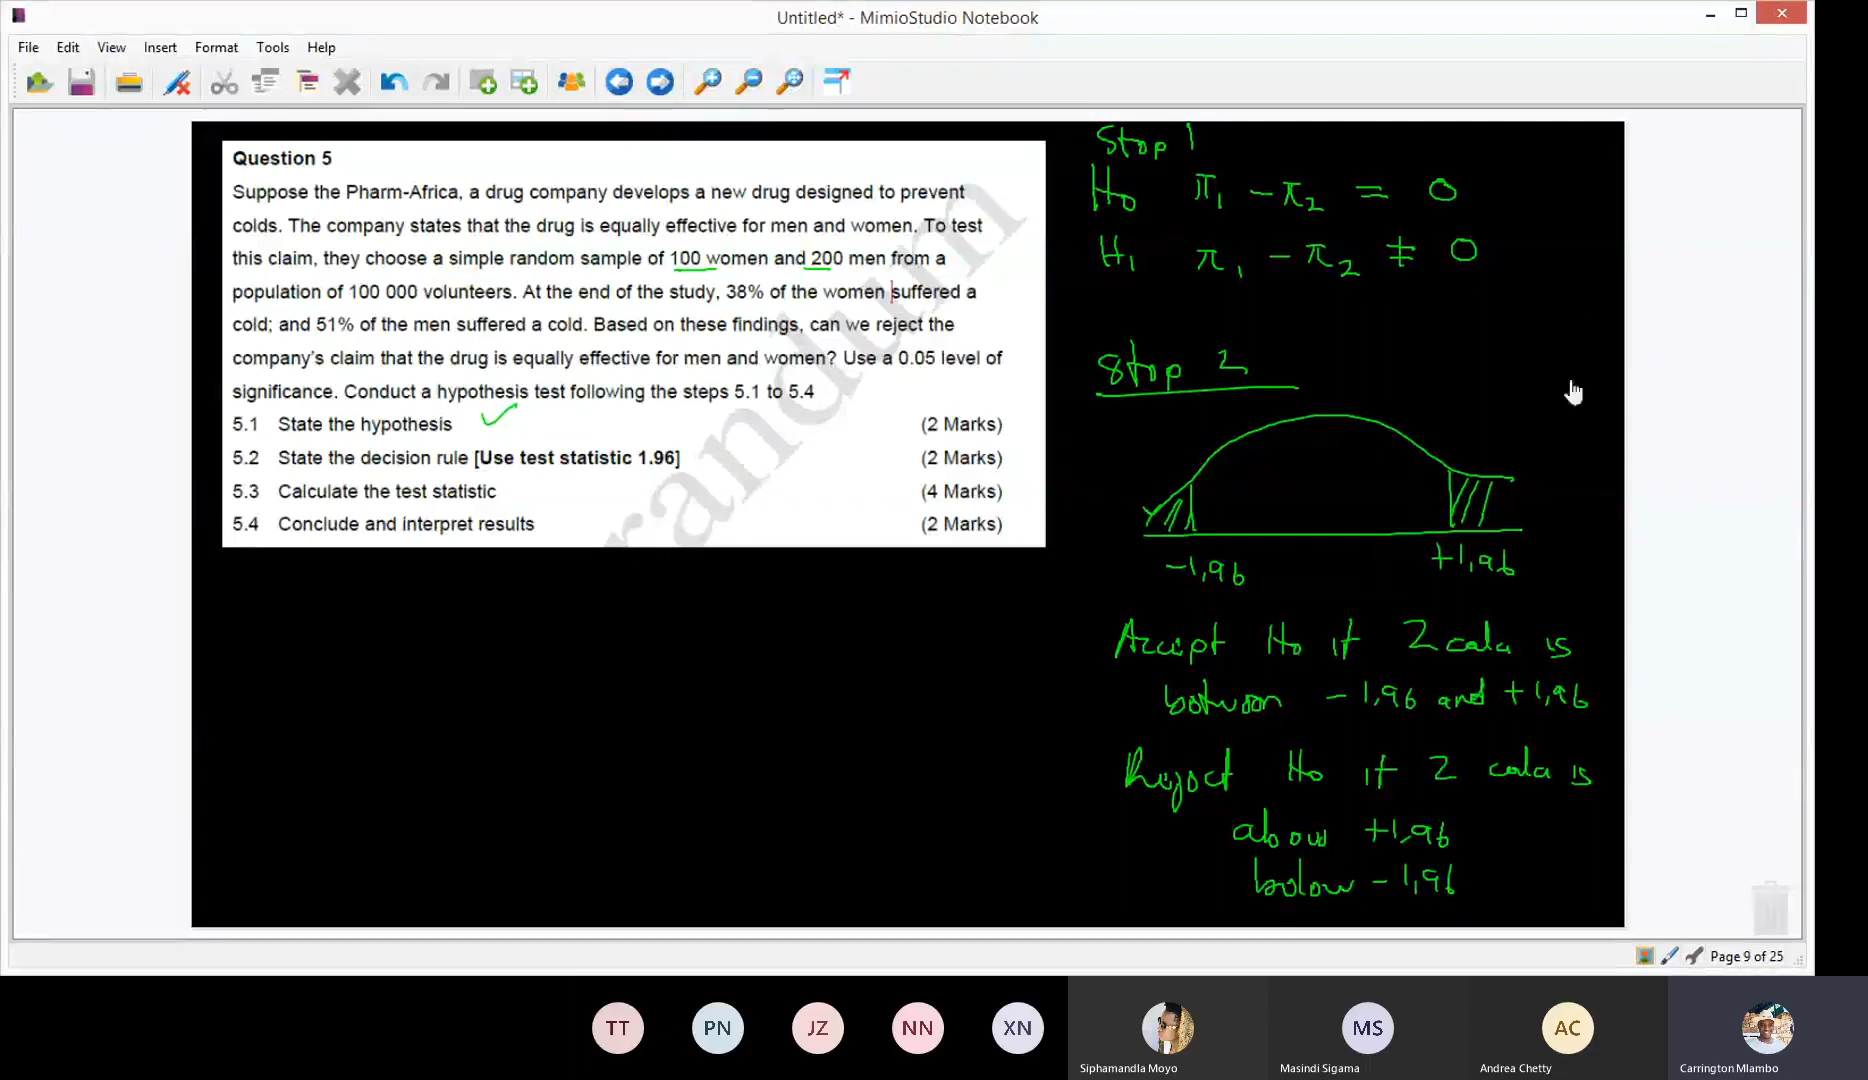 Untitled* - MimioStudio Notebook
File Edit View Insert Format Tools Help
Question 5
Suppose the Pharm-Africa, a drug company develops a new drug designed to prevent
colds. The company states that the drug is equally effective for men and women. To test
this claim, they choose a simple random sample of 100 women and 200 men from a
population of 100 000 volunteers. At the end of the study, 38% of the women suffered a
cold; and 51% of the men suffered a cold. Based on these findings, can we reject the
company's claim that the drug is equally effective for men and women? Use a 0.05 level of
significance. Conduct a hypothesis test following the steps 5.1 to 5.4
5.1 State the hypothesis (2 Marks)
5.2 State the decision rule [Use test statistic 1.96] (2 Marks)
5.3 Calculate the test statistic (4 Marks)
5.4 Conclude and interpret results (2 Marks)
randum
Step 1
H₀ π₁ - π₂ = 0
H₁ π₁ - π₂ ≠ 0
Step 2
-1,96 +1,96
Accept H₀ if Z calc is
between - 1,96 and +1,96
Reject H₀ if Z calc is
above +1,96
below - 1,96
Page 9 of 25
TT PN JZ NN XN MS AC
Siphamandla Moyo Masindi Sigama Andrea Chetty Carrington Mlambo